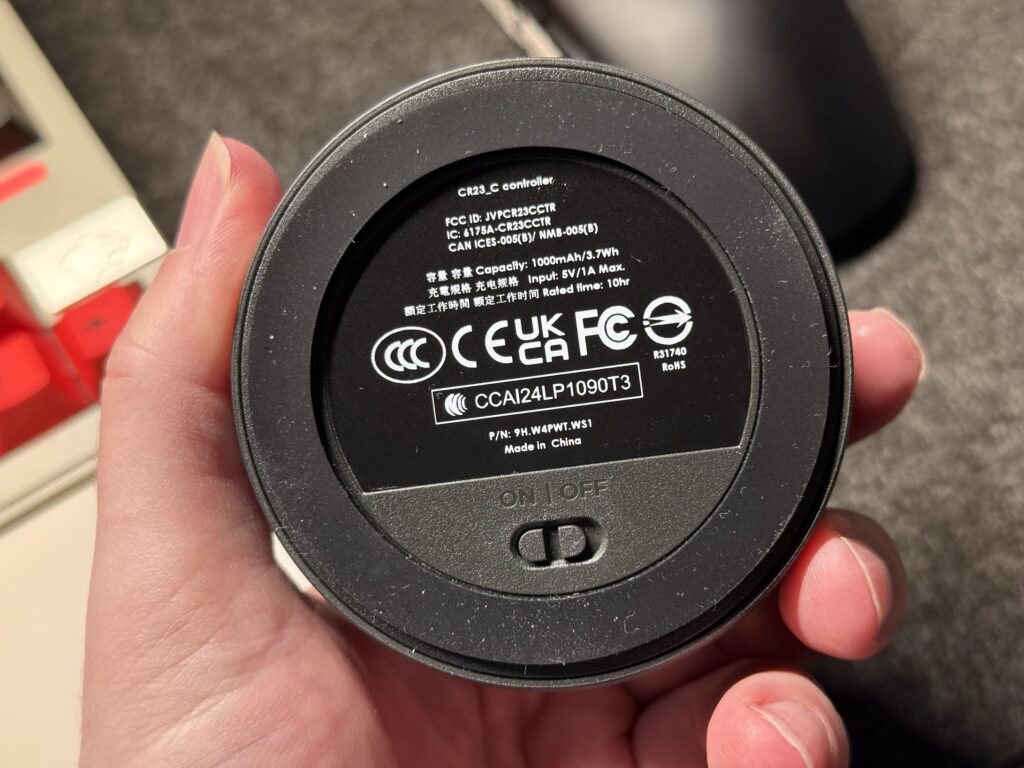 CR23_C controller
FCC ID: JVPCR23CCTR
IC: 6175A-CR23CCTR
CAN ICES-005(B)/ NMB-005(B)
容量 容量 Capacity: 1000mAh/3.7Wh
充電規格 充电规格 Input: 5V/1A Max.
額定工作時間 额定工作时间 Rated time: 10hr
CCC CE UK CA FC
R31740
RoHS
CCAI24LP1090T3
P/N: 9H.W4PWT.WS1
Made in China
ON | OFF